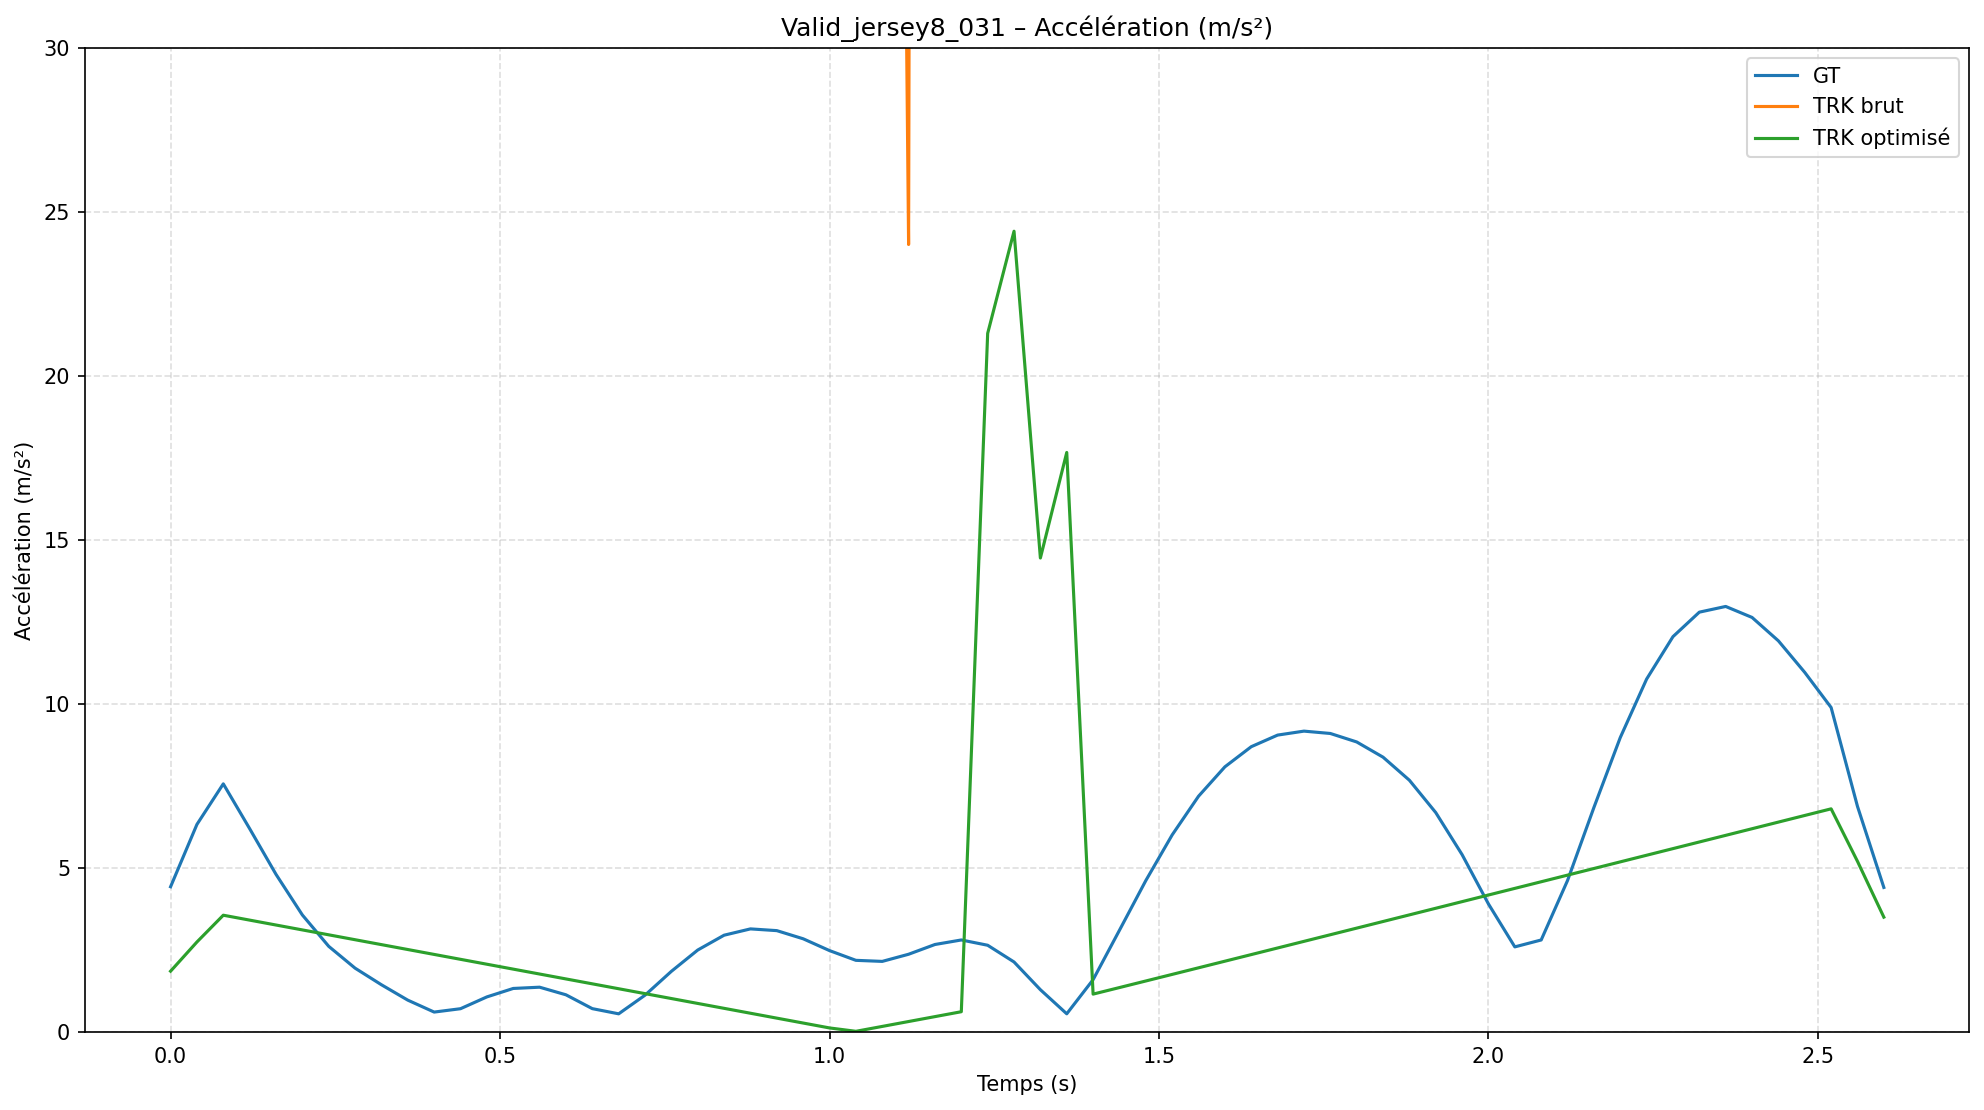 Valid_jersey8_031 – Accélération (m/s²)
GT
TRK brut
TRK optimisé
Accélération (m/s²)
30
25
20
15
10
5
0
0.0
0.5
1.0
1.5
2.0
2.5
Temps (s)